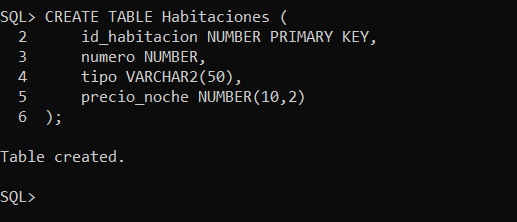 SQL> CREATE TABLE Habitaciones (
  2      id_habitacion NUMBER PRIMARY KEY,
  3      numero NUMBER,
  4      tipo VARCHAR2(50),
  5      precio_noche NUMBER(10,2)
  6  );
Table created.
SQL>